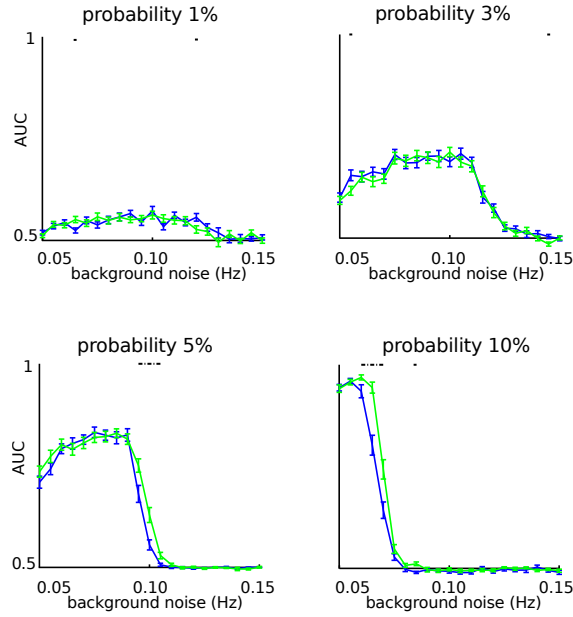 probability 1%
probability 3%
1
AUC
0.5
0.05 0.10 0.15
0.05 0.10 0.15
background noise (Hz)
background noise (Hz)
probability 5%
probability 10%
1
AUC
0.5
0.05 0.10 0.15
0.05 0.10 0.15
background noise (Hz)
background noise (Hz)